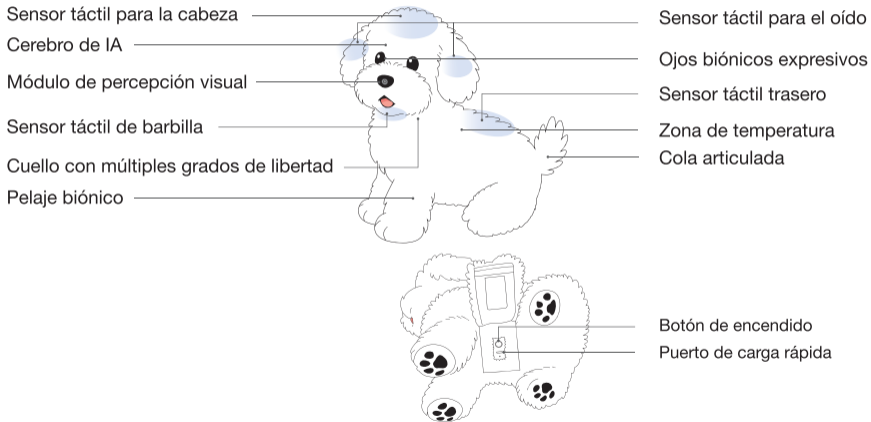 Sensor táctil para la cabeza
Cerebro de IA
Módulo de percepción visual
Sensor táctil de barbilla
Cuello con múltiples grados de libertad
Pelaje biónico
Sensor táctil para el oído
Ojos biónicos expresivos
Sensor táctil trasero
Zona de temperatura
Cola articulada
Botón de encendido
Puerto de carga rápida